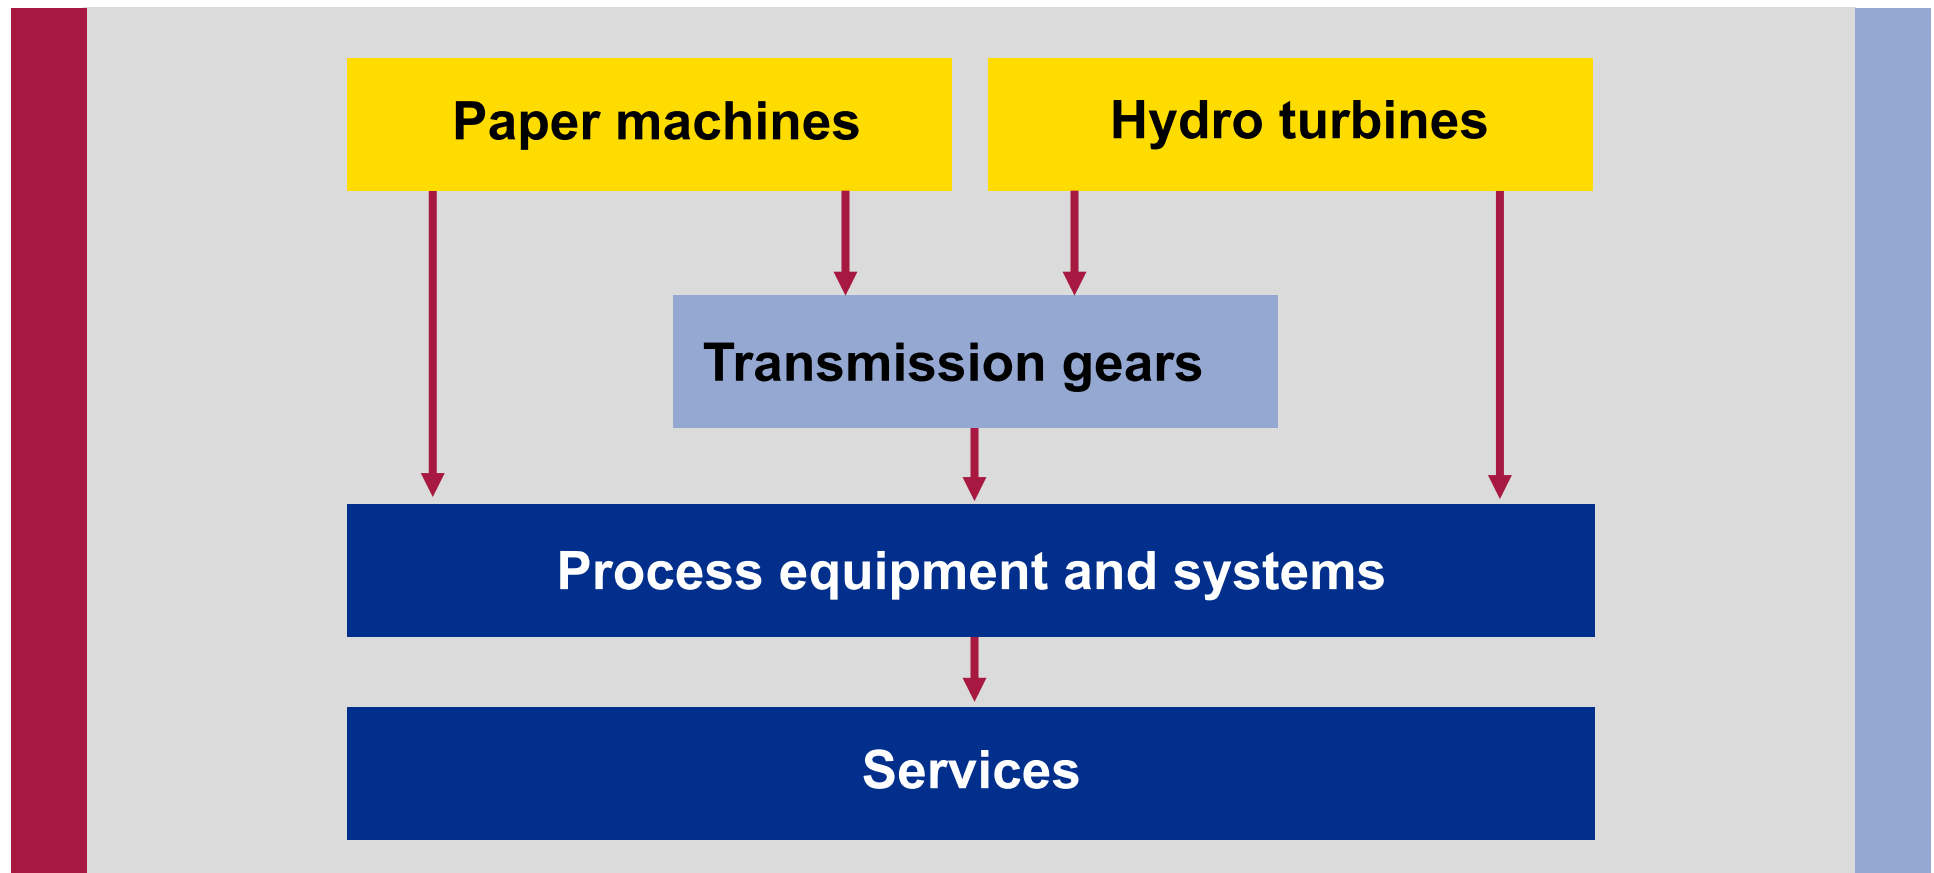 Paper machines
Hydro turbines
Transmission gears
Process equipment and systems
Services